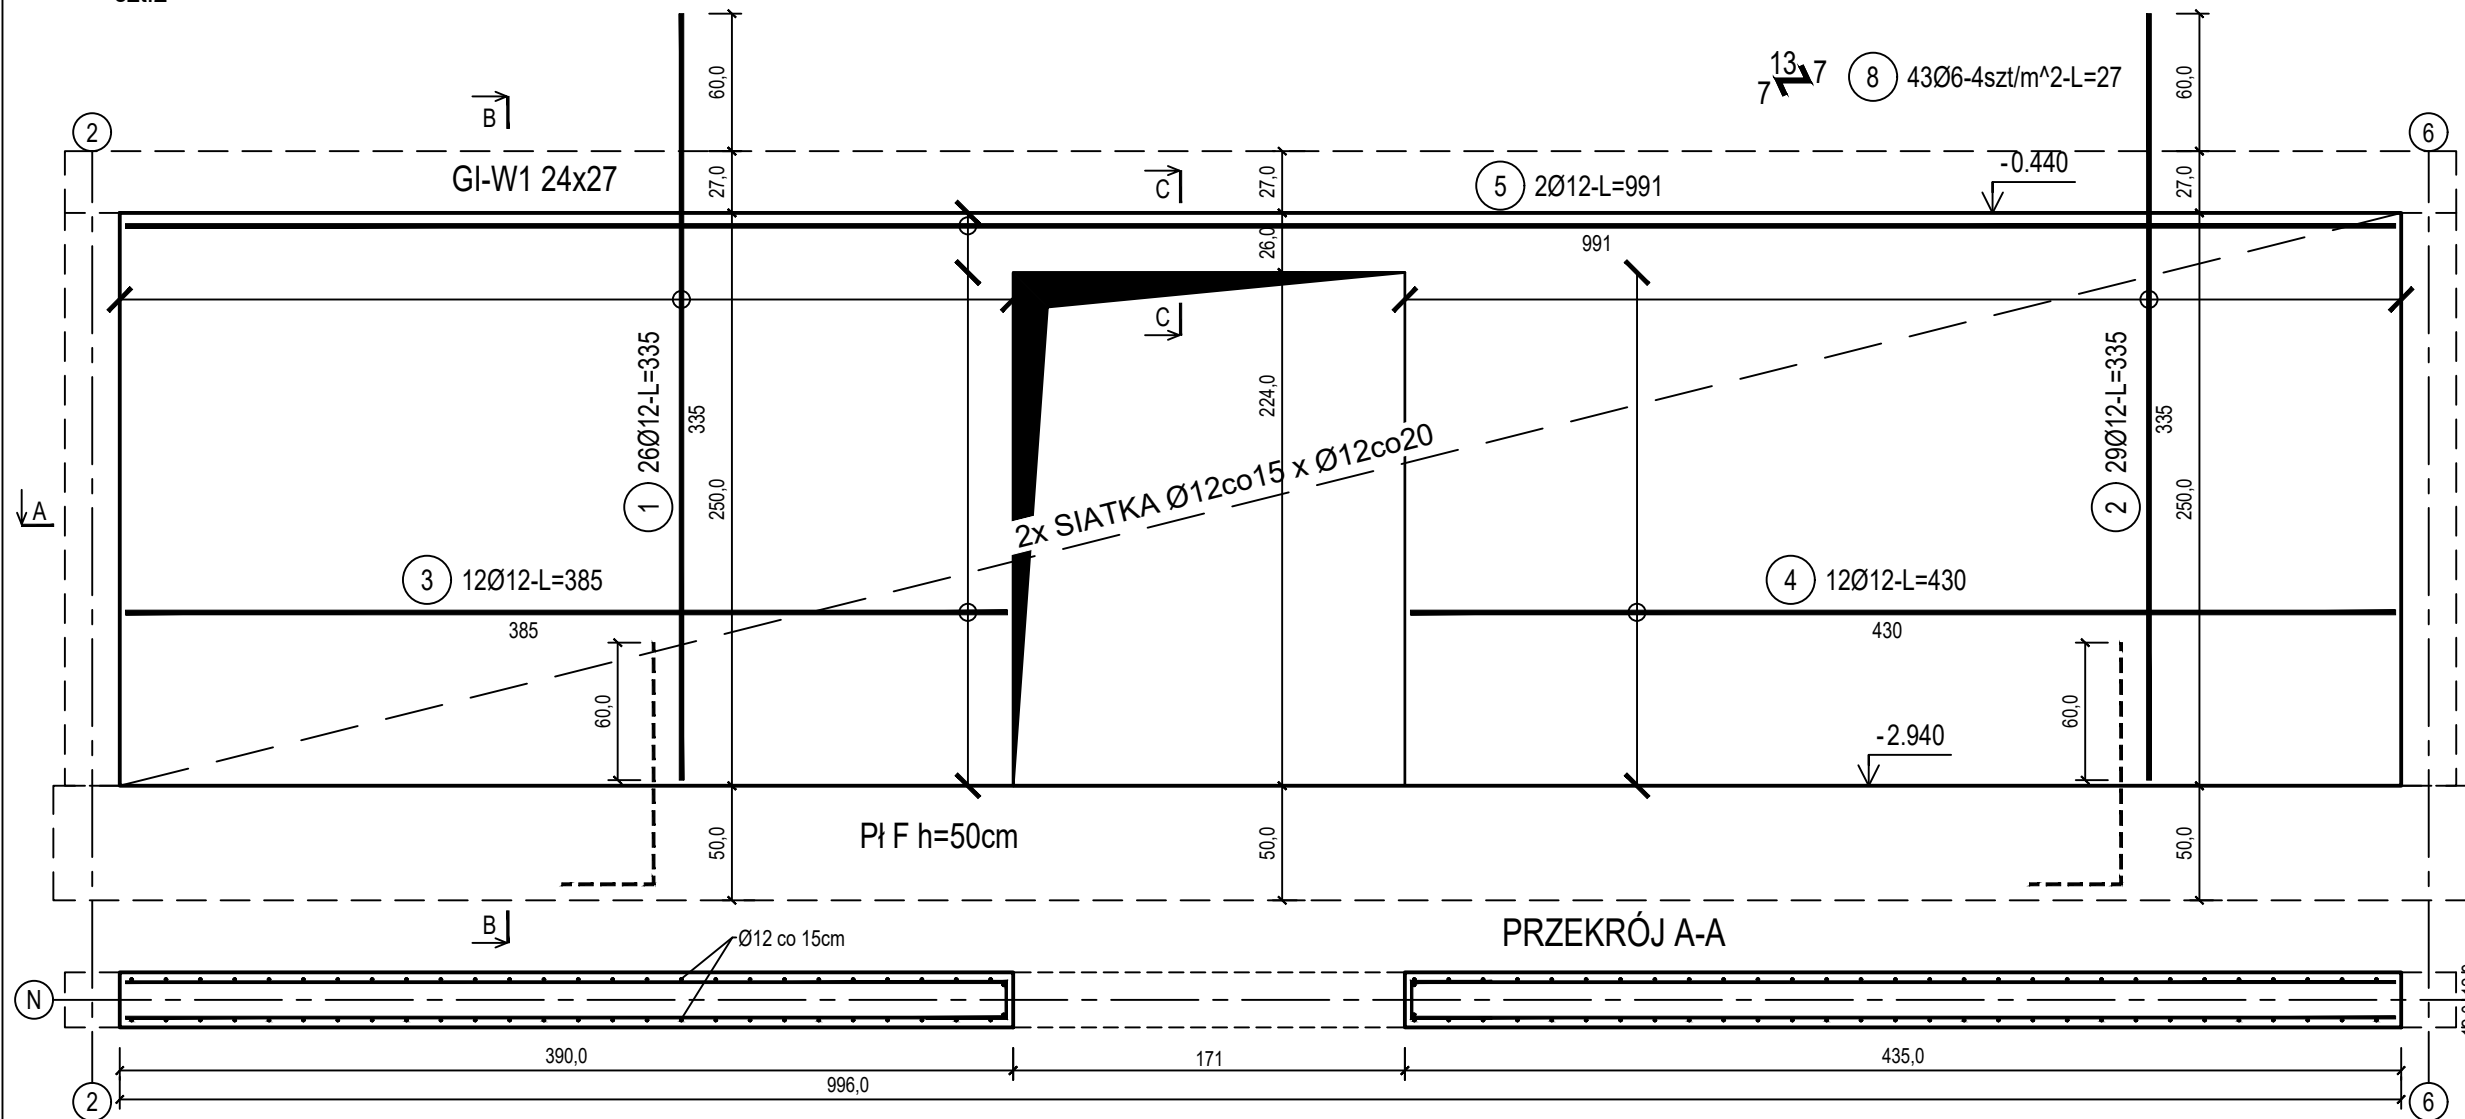 60,0
60,0
13
7
7
8
43Ø6-4szt/m^2-L=27
B
2
6
GI-W1 24x27
27,0
C
27,0
5
2Ø12-L=991
-0.440
27,0
26,0
991
C
1
26Ø12-L=335
335
250,0
224,0
2x SIATKA Ø12co15 x Ø12co20
2
29Ø12-L=335
335
250,0
A
3
12Ø12-L=385
385
4
12Ø12-L=430
430
60,0
60,0
-2.940
50,0
Pł F h=50cm
50,0
50,0
B
Ø12 co 15cm
PRZEKRÓJ A-A
N
390,0
171
435,0
996,0
2
6